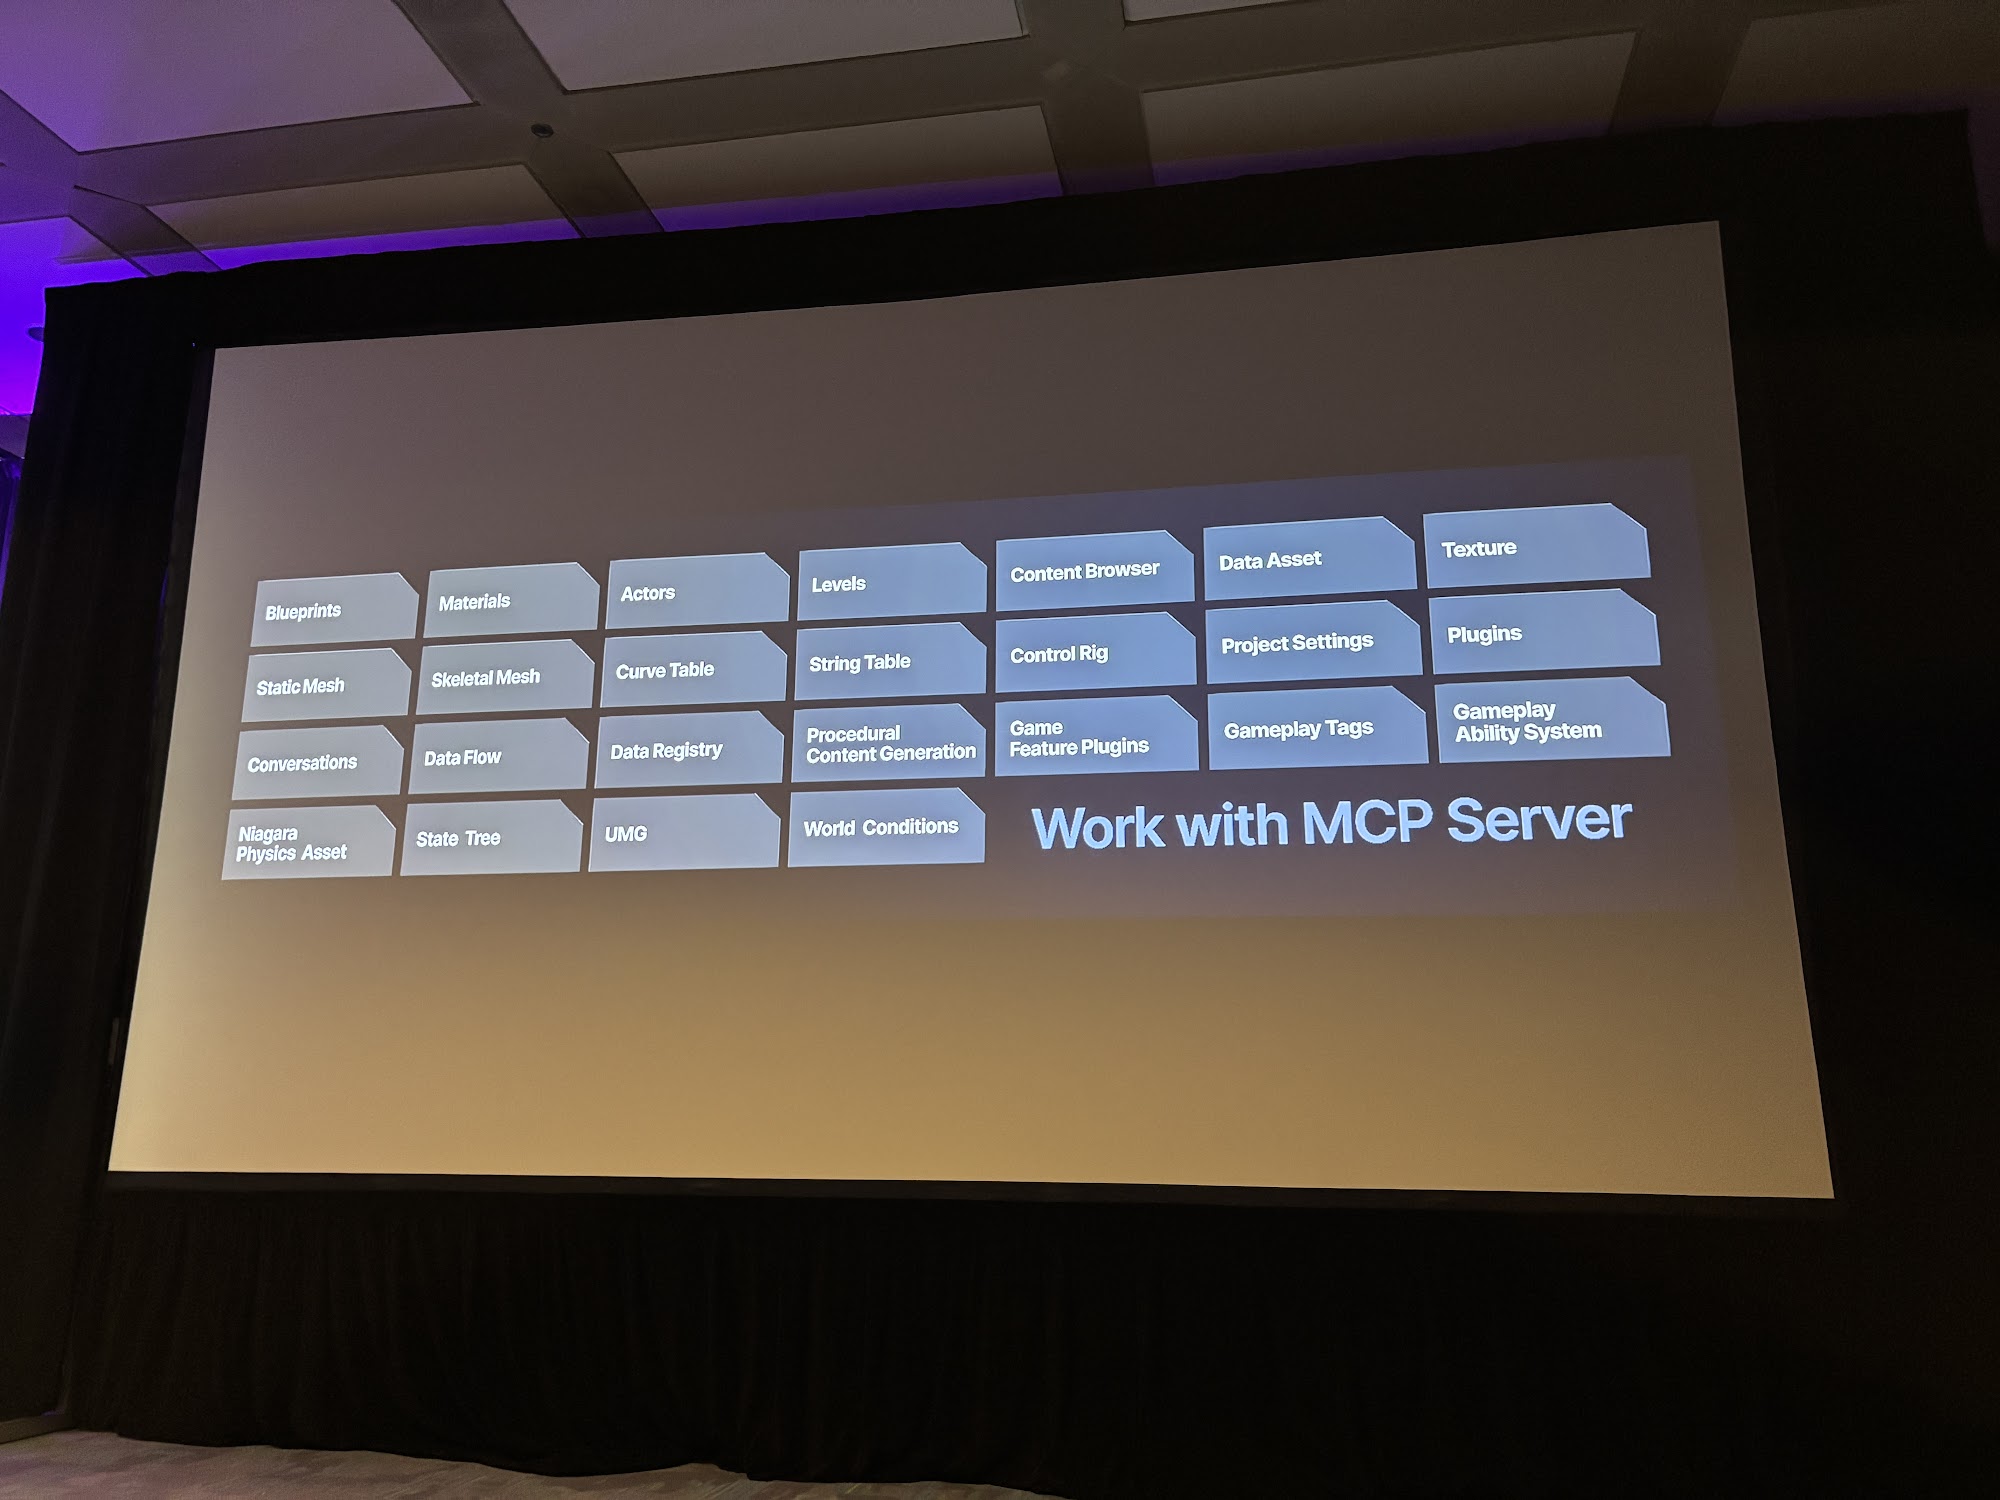 Blueprints
Materials
Actors
Levels
Content Browser
Data Asset
Texture
Static Mesh
Skeletal Mesh
Curve Table
String Table
Control Rig
Project Settings
Plugins
Conversations
Data Flow
Data Registry
Procedural
Content Generation
Game
Feature Plugins
Gameplay Tags
Gameplay
Ability System
Niagara
Physics Asset
State Tree
UMG
World Conditions
Work with MCP Server